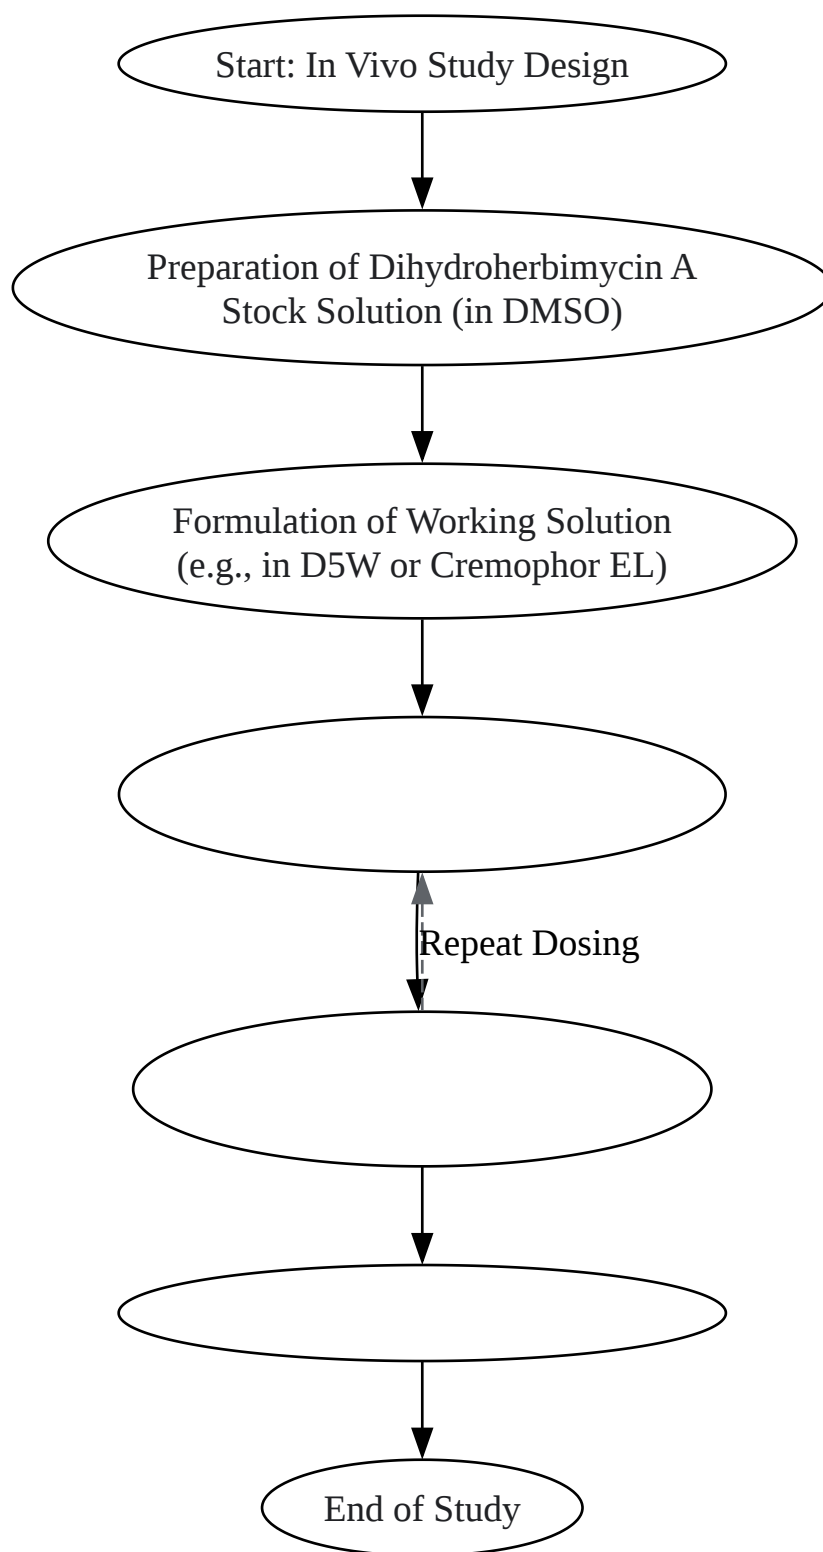 Start: In Vivo Study Design
Preparation of Dihydroherbimycin A
Stock Solution (in DMSO)
Formulation of Working Solution
(e.g., in D5W or Cremophor EL)
Repeat Dosing
End of Study